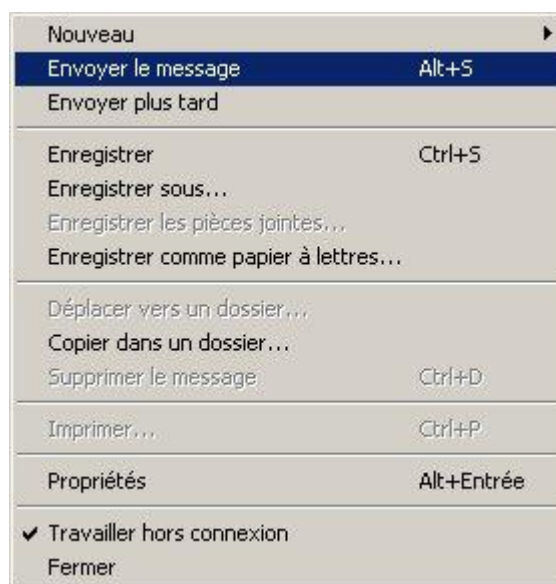 Nouveau
Envoyer le message Alt+S
Envoyer plus tard
Enregistrer Ctrl+S
Enregistrer sous...
Enregistrer les pièces jointes...
Enregistrer comme papier à lettres...
Déplacer vers un dossier...
Copier dans un dossier...
Supprimer le message Ctrl+D
Imprimer... Ctrl+P
Propriétés Alt+Entrée
Travailler hors connexion
Fermer